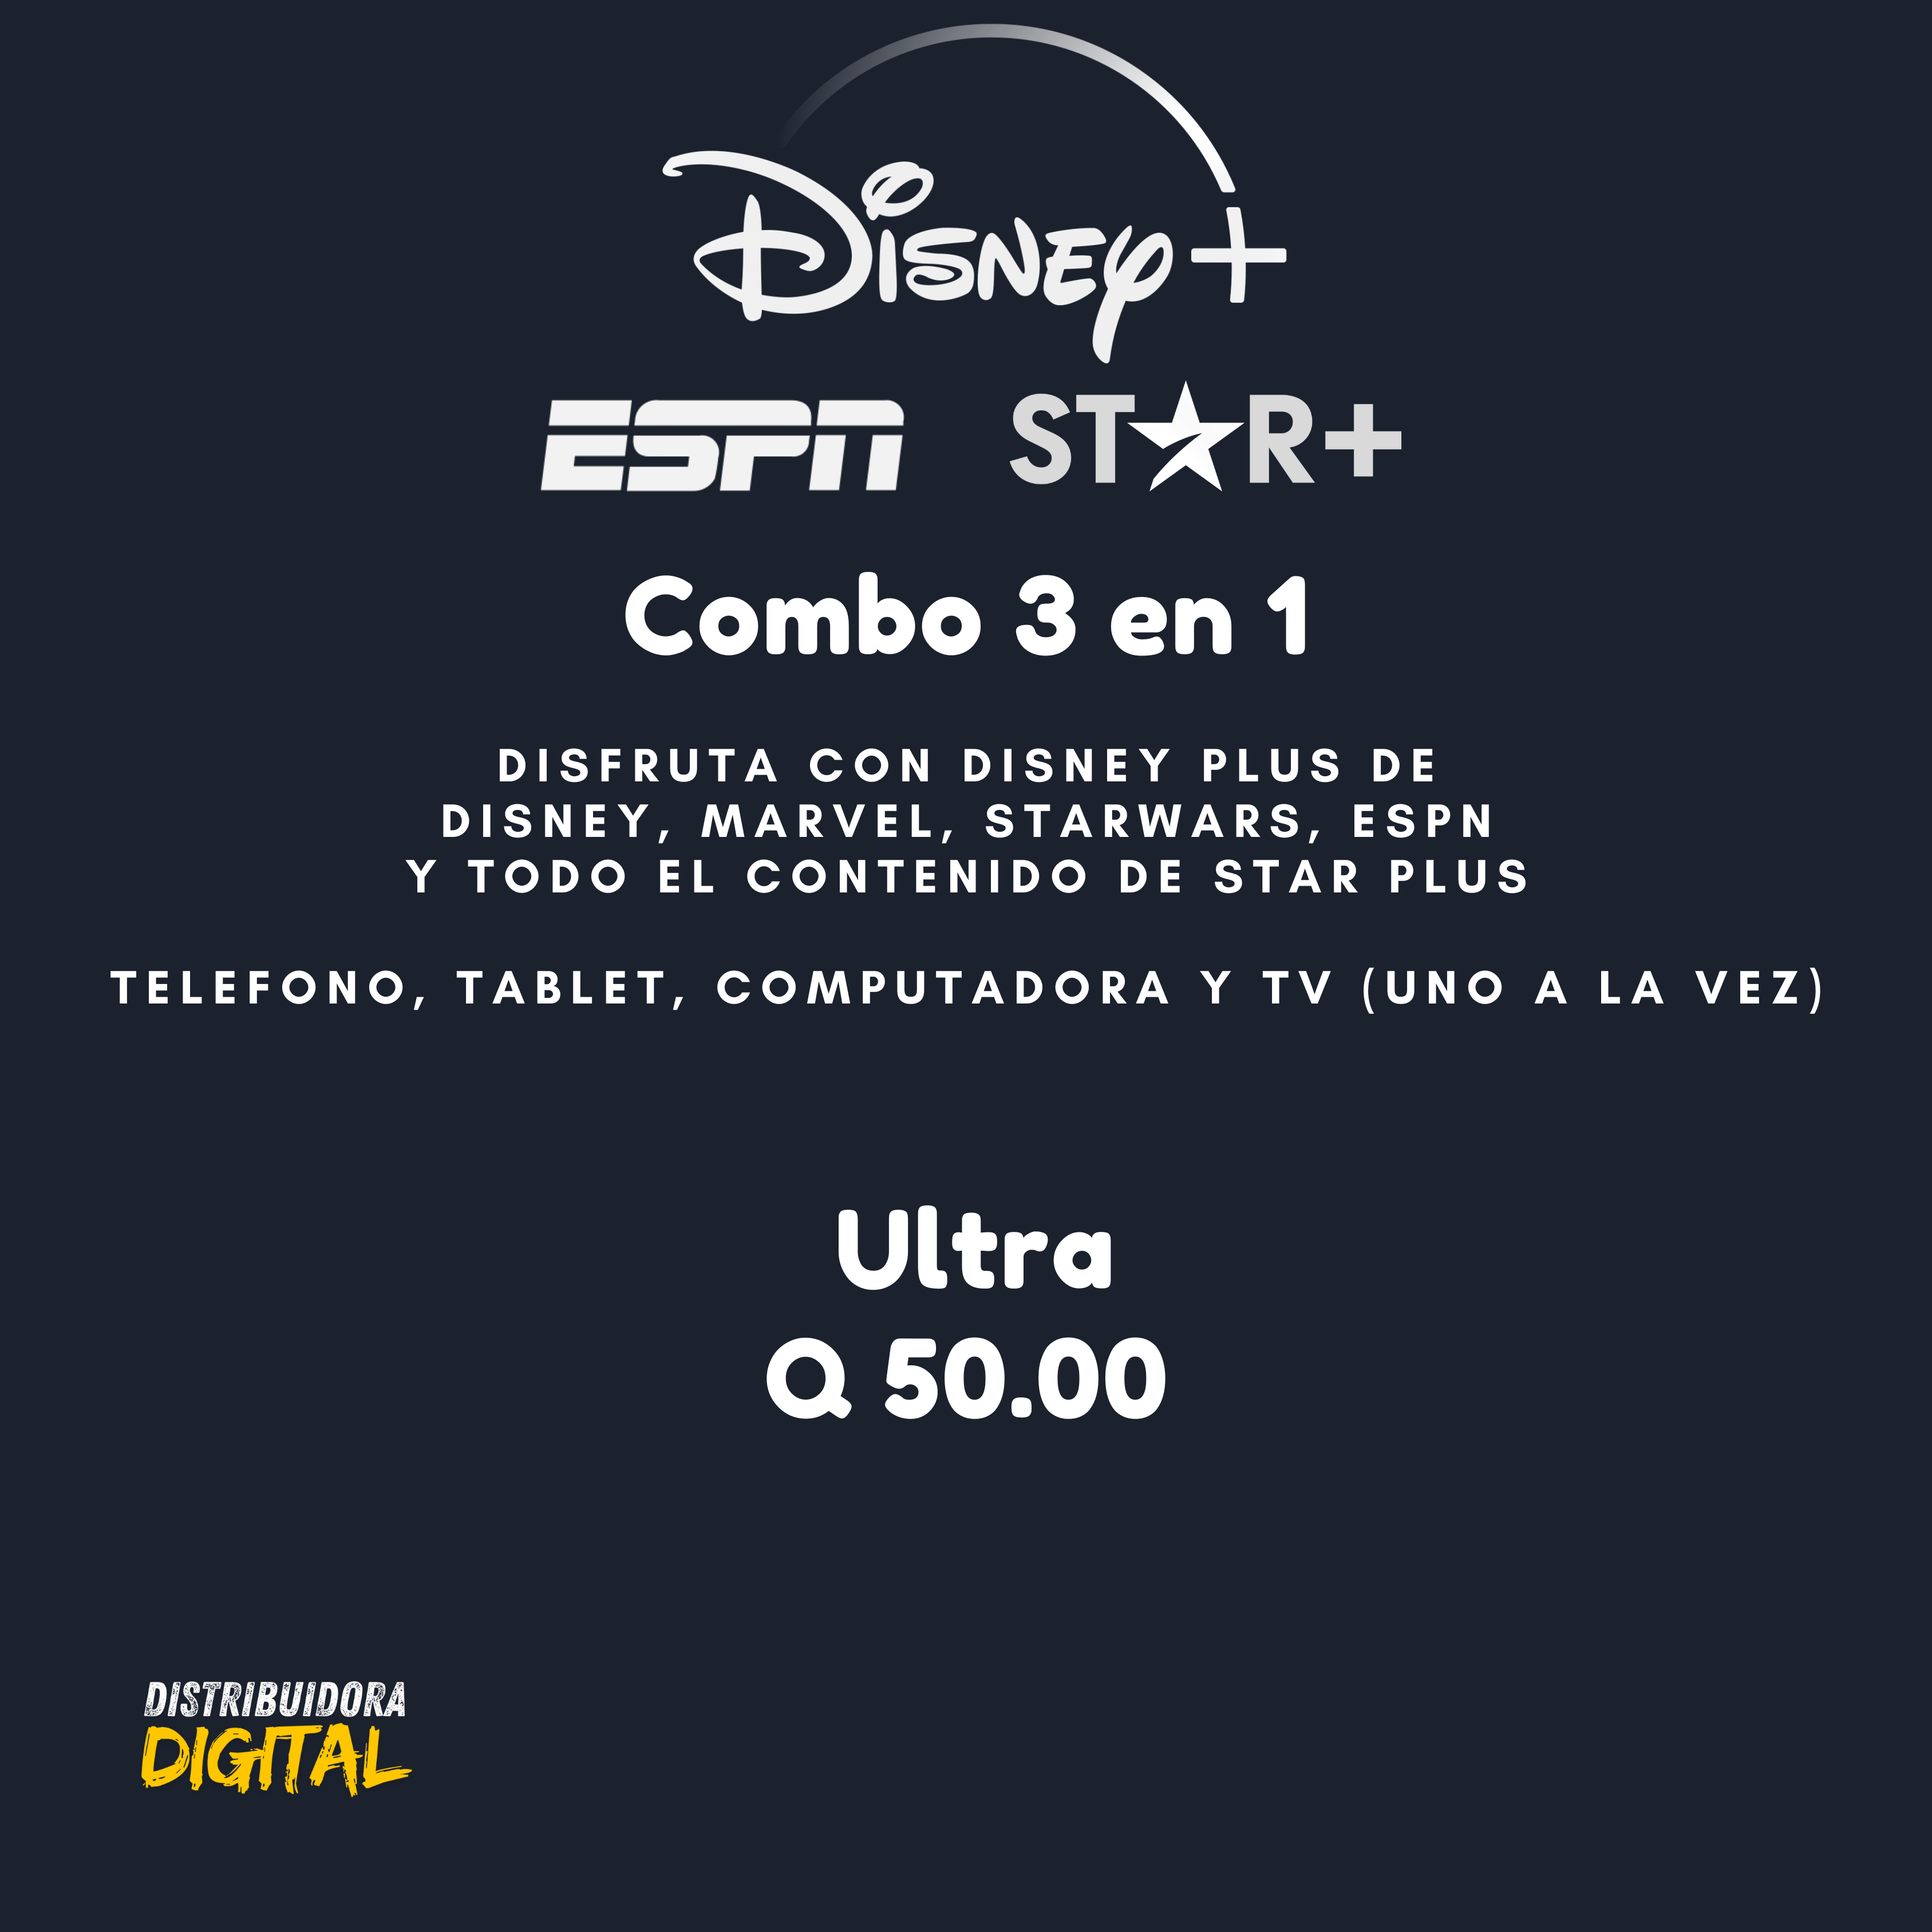 Disney+
ESPN STAR+
Combo 3 en 1
DISFRUTA CON DISNEY PLUS DE
DISNEY, MARVEL, STARWARS, ESPN
Y TODO EL CONTENIDO DE STAR PLUS
TELEFONO, TABLET, COMPUTADORA Y TV (UNO A LA VEZ)
Ultra
Q 50.00
DISTRIBUIDORA
DIGITAL